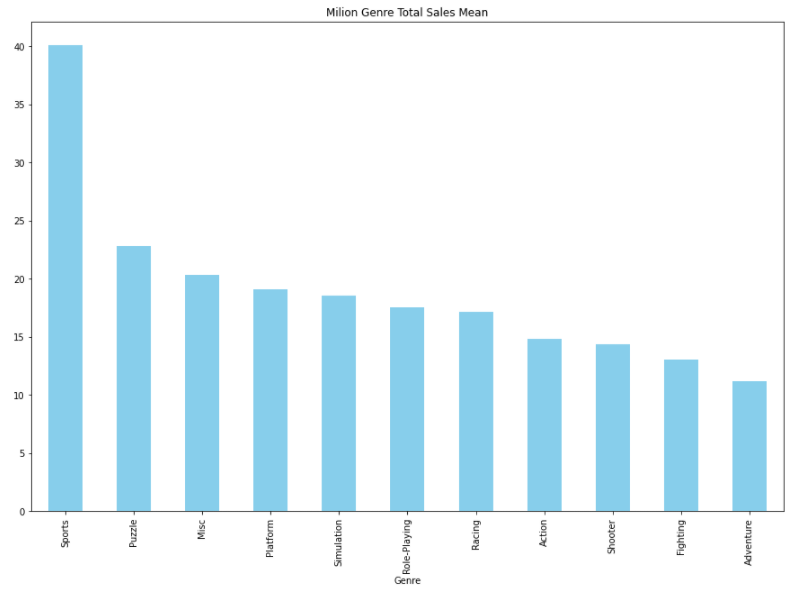 Milion Genre Total Sales Mean
40
35
30
25
20
15
10
5
0
Sports
Puzzle
Misc
Platform
Simulation
Role-Playing
Racing
Action
Shooter
Fighting
Adventure
Genre